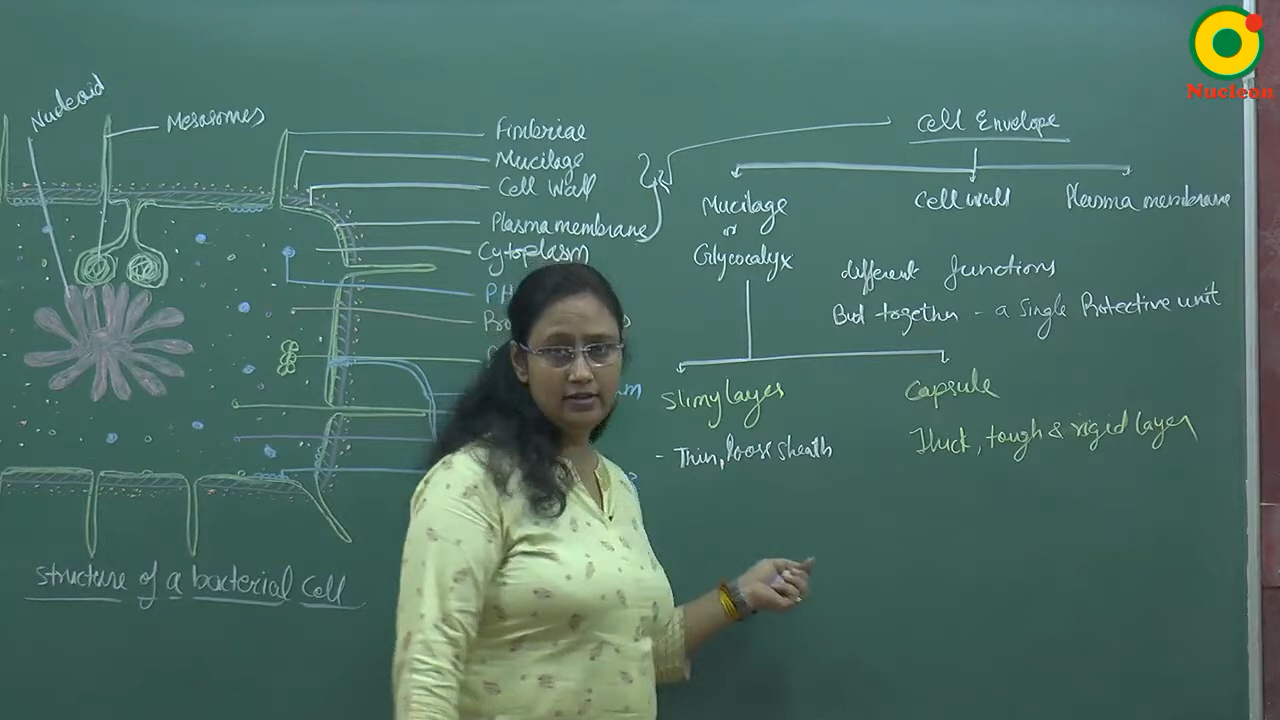 Nucleon
Nucleoid
Mesosomes
Fimbriae
Mucilage
Cell Wall
Plasma membrane
Cytoplasm
Cell Envelope
Mucilage
or
Glycocalyx
Cell wall
Plasma membrane
different functions
But together - a single Protective unit
Slimy layer
- Thin, loose sheath
Capsule
Thick, tough & rigid layer
Structure of a bacterial Cell